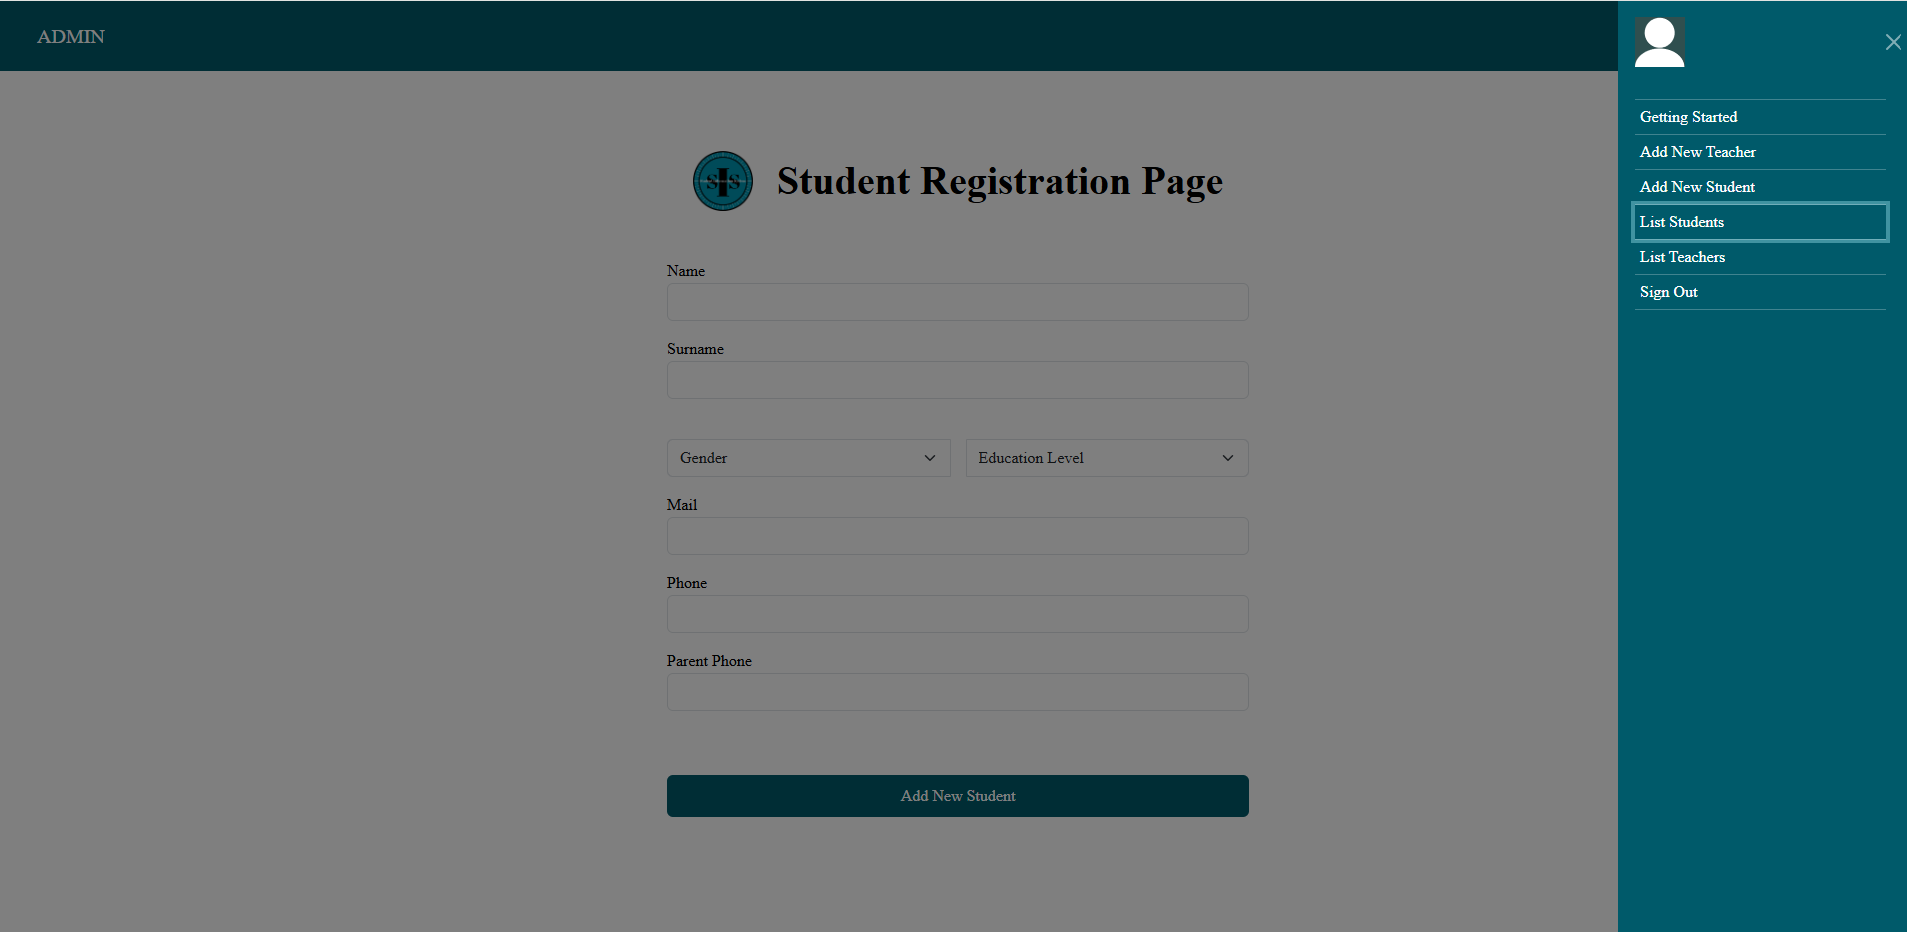 ADMIN
SIS
Student Registration Page
Name
Surname
Gender
Education Level
Mail
Phone
Parent Phone
Add New Student
Getting Started
Add New Teacher
Add New Student
List Students
List Teachers
Sign Out